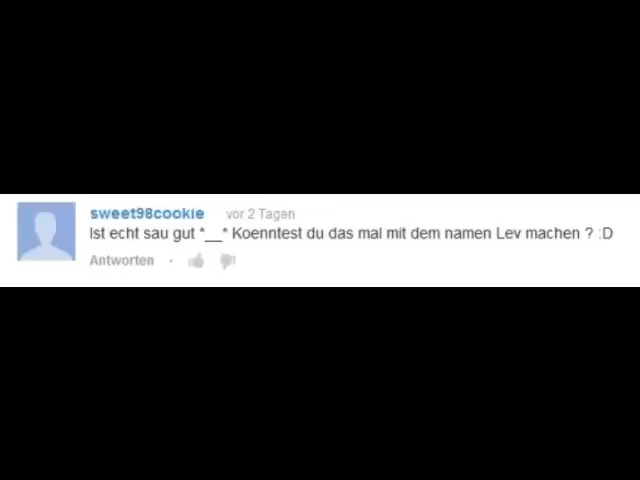 sweet98cookie vor 2 Tagen
Ist echt sau gut *__* Koenntest du das mal mit dem namen Lev machen ? :D
Antworten •